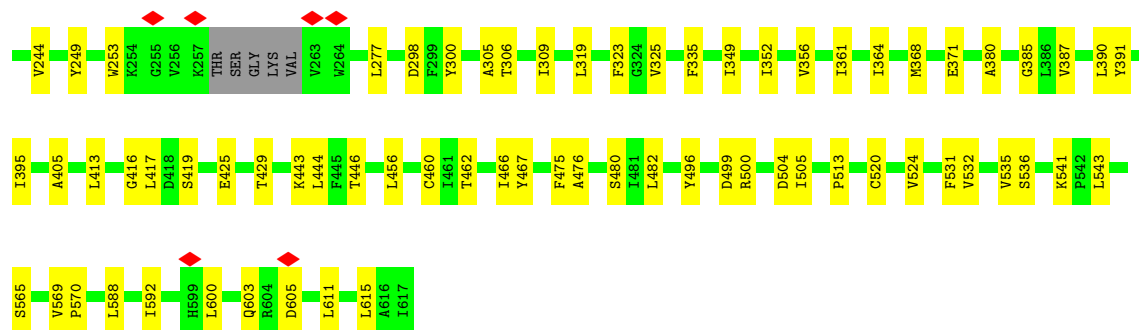 V244 Y249 W253 K254 G255 V256 K257 THR SER GLY LYS VAL V263 W264 L277 D298 F299 Y300 A305 T306 I309 L319 F323 G324 V325 F335 I349 I352 V356 I361 I364 M368 E371 A380 G385 L386 V387 L390 Y391
I395 A405 L413 G416 L417 D418 S419 E425 T429 K443 L444 F445 T446 L456 C460 I461 T462 I466 Y467 F475 A476 S480 I481 L482 Y496 D499 R500 D504 I505 P513 C520 V524 F531 V532 V535 S536 K541 P542 L543
S565 V569 P570 L588 I592 H599 L600 Q603 R604 D605 L611 L615 A616 I617